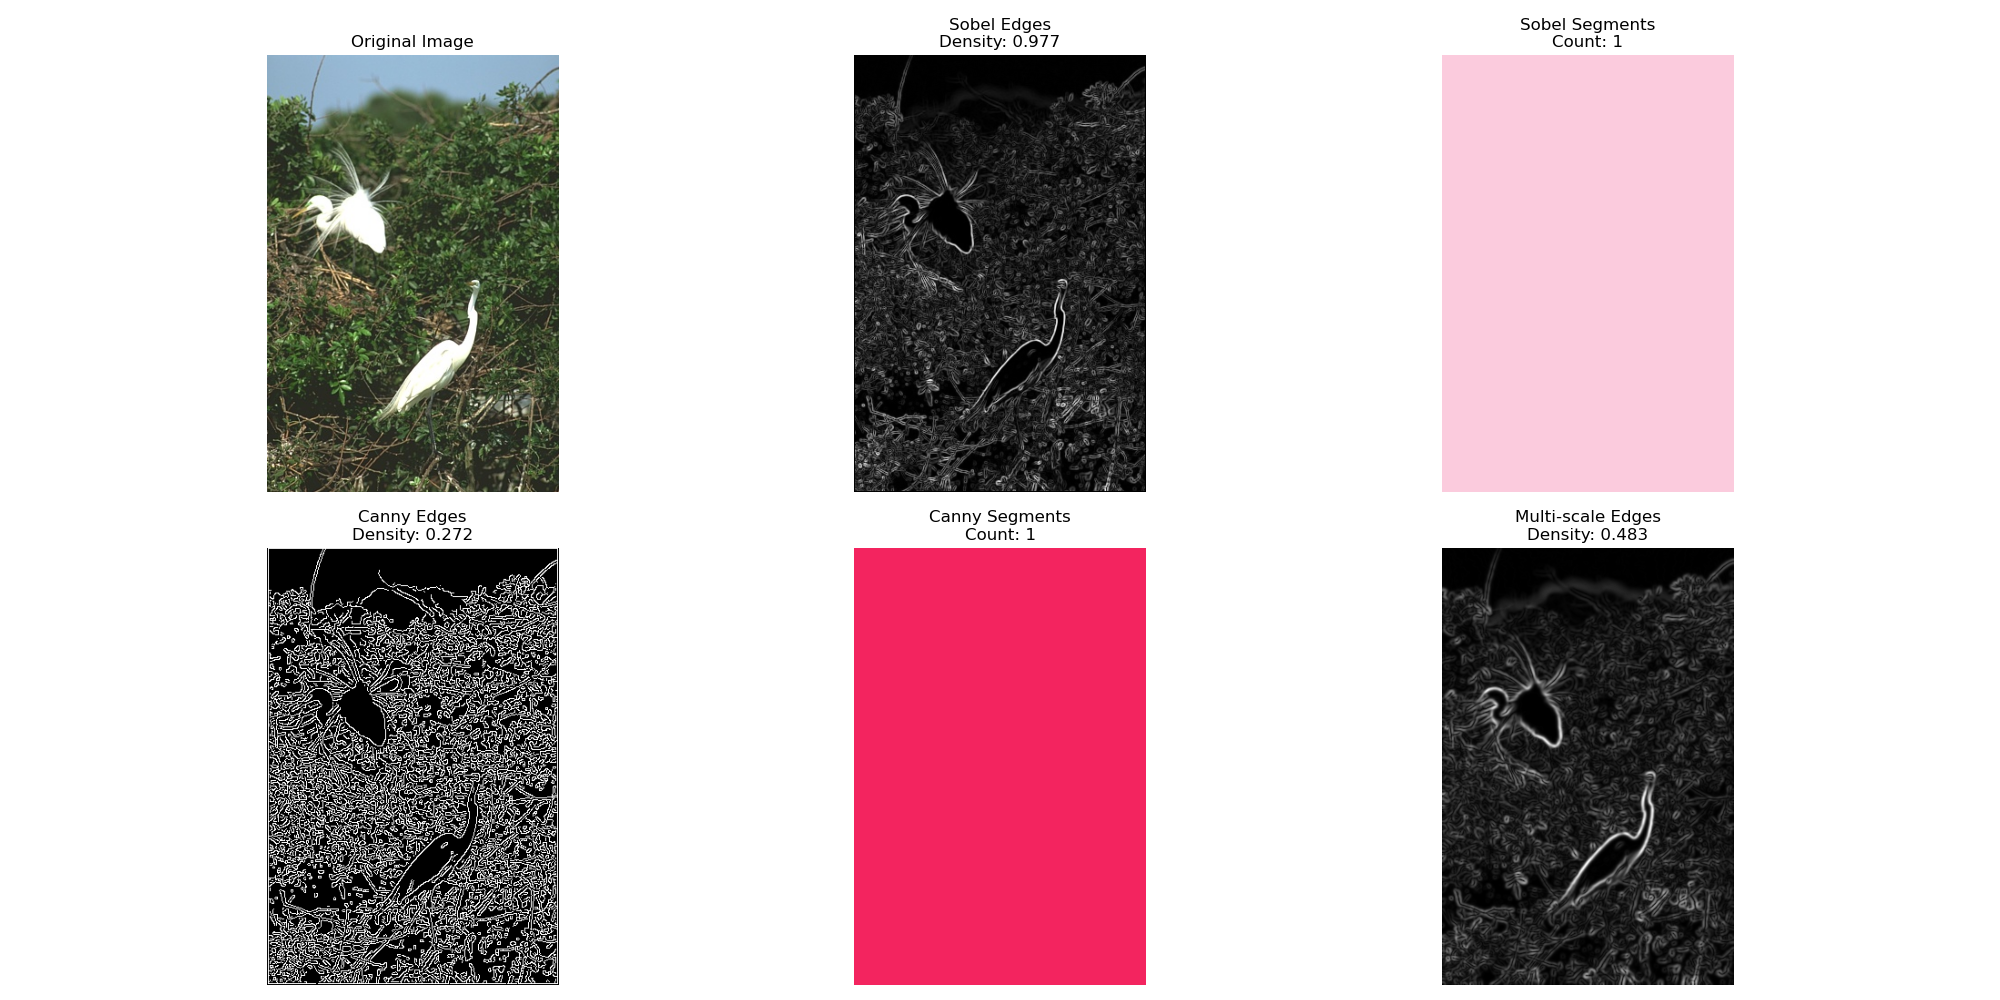 Original Image
Sobel Edges
Density: 0.977
Sobel Segments
Count: 1
Canny Edges
Density: 0.272
Canny Segments
Count: 1
Multi-scale Edges
Density: 0.483